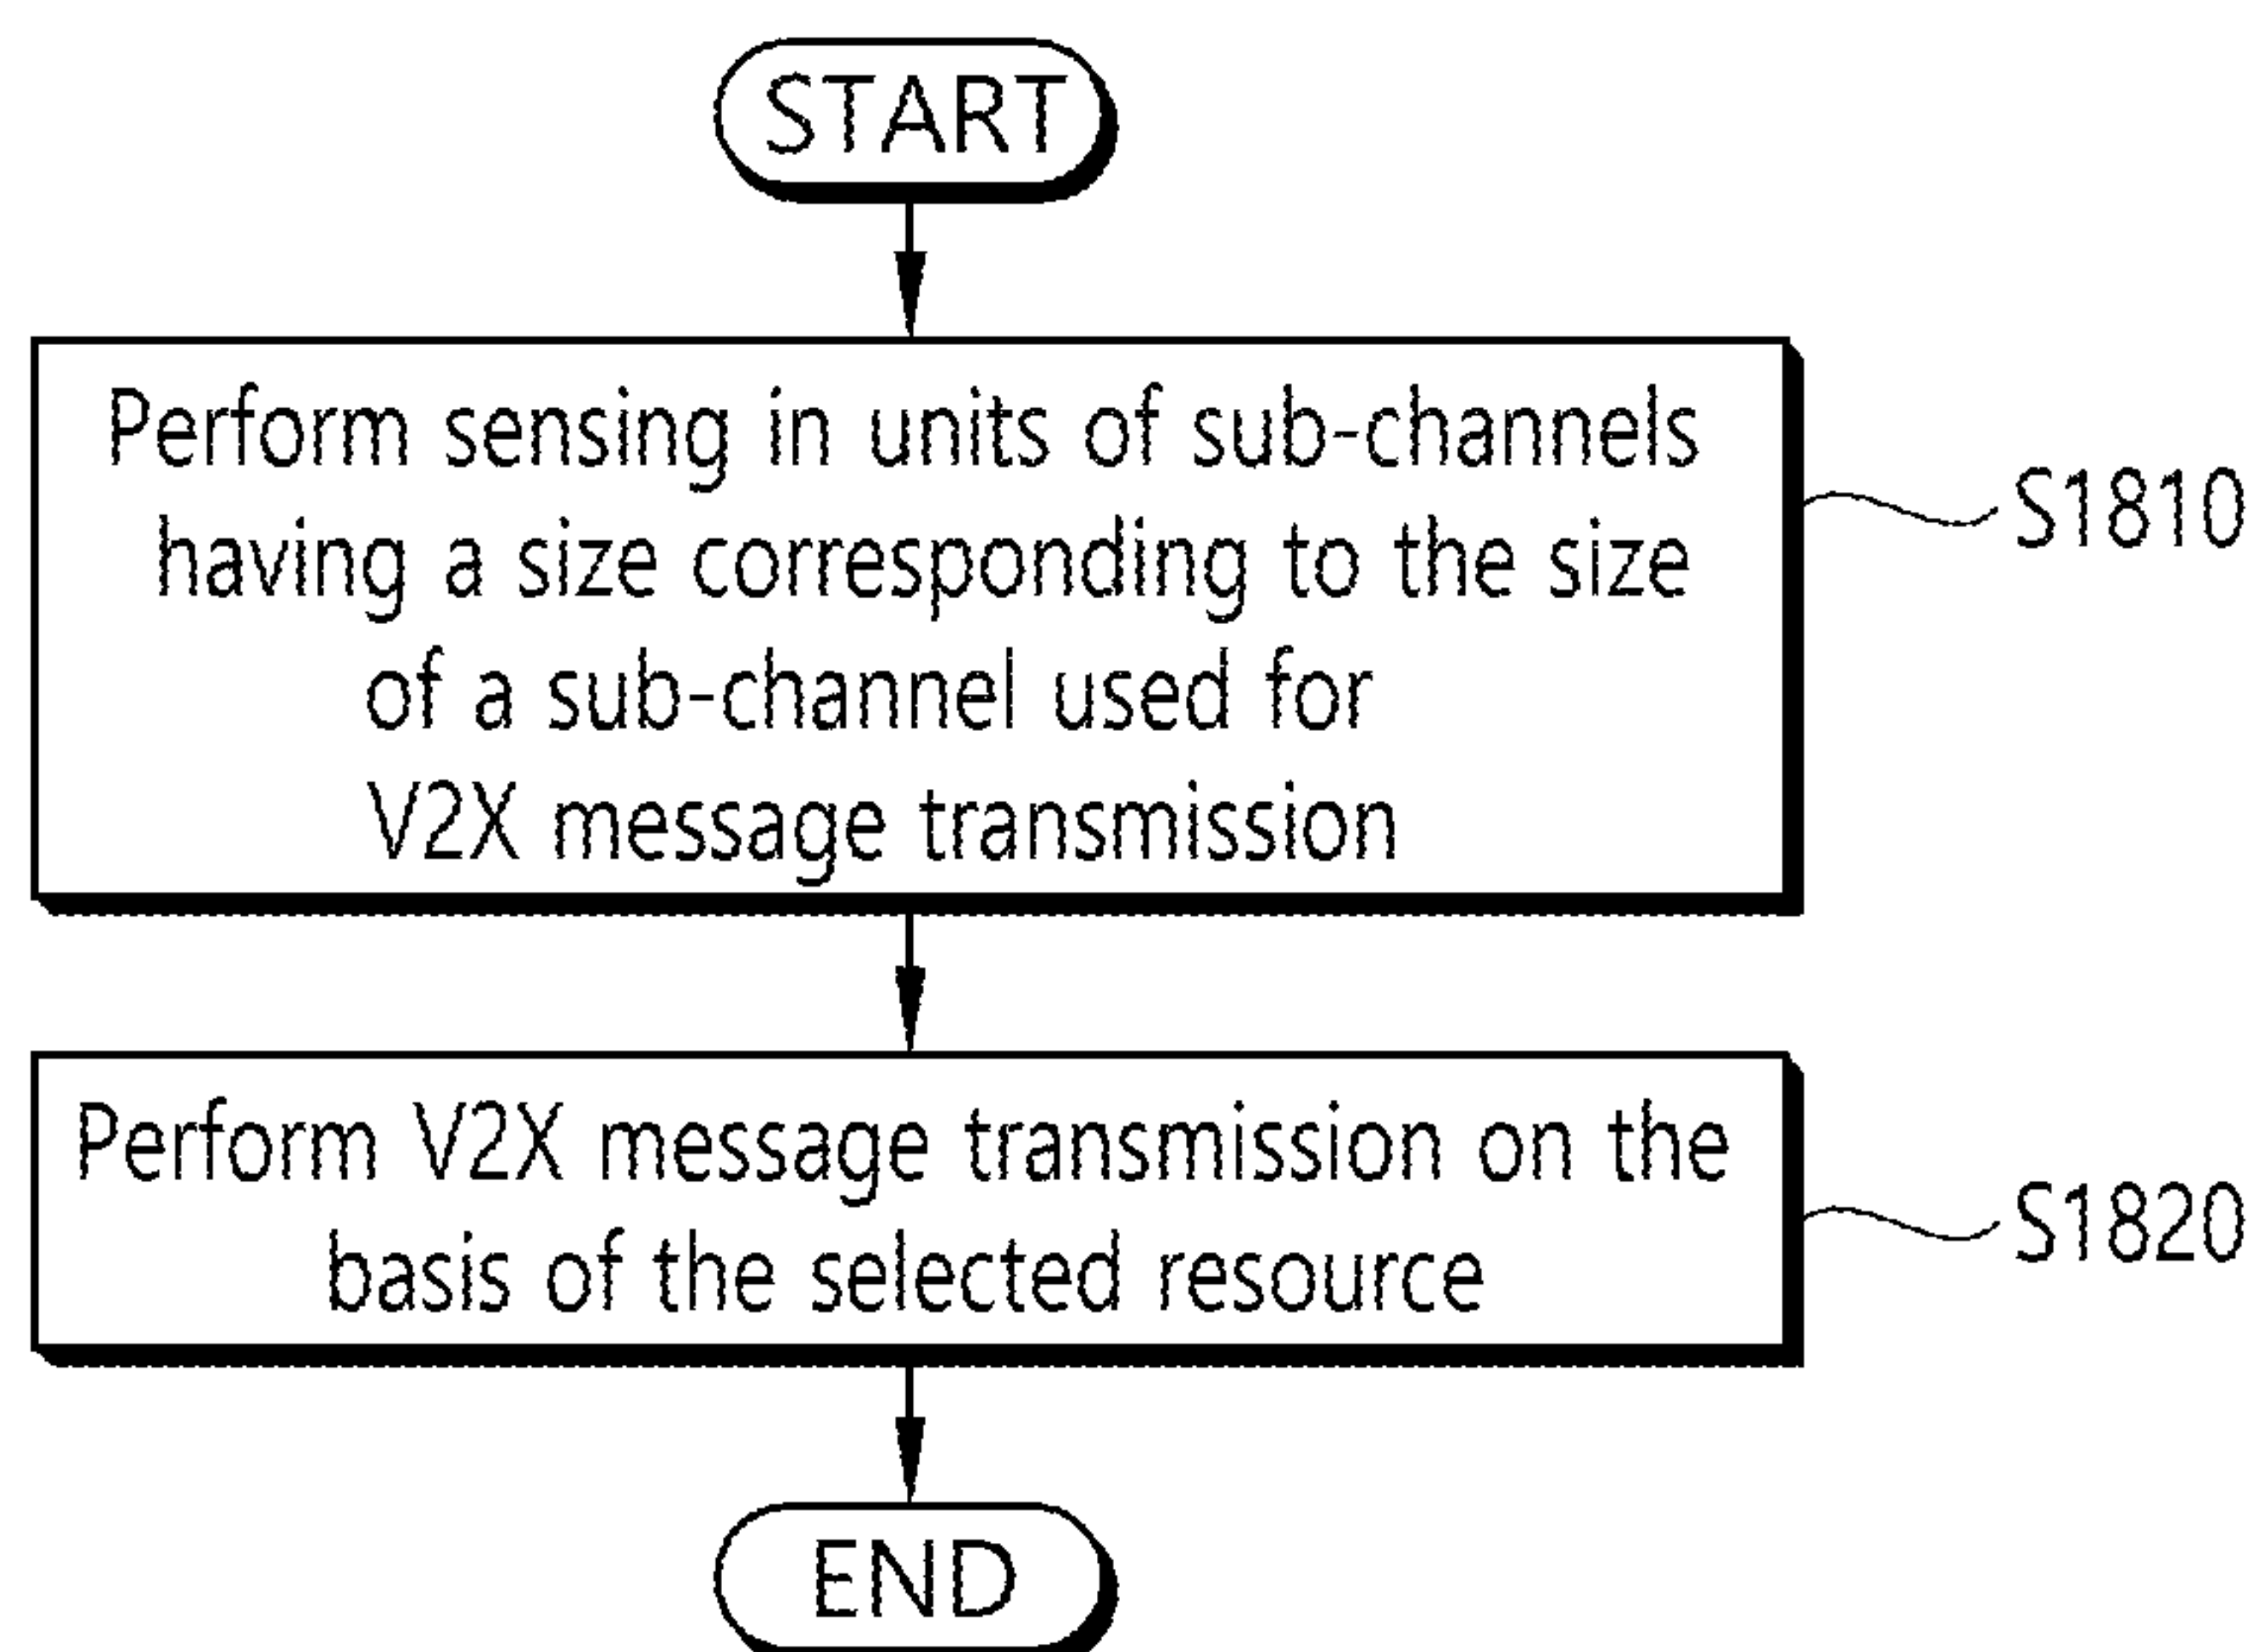 START
Perform sensing in units of sub-channels
having a size corresponding to the size
of a sub-channel used for
V2X message transmission
S1810
Perform V2X message transmission on the
basis of the selected resource
S1820
END